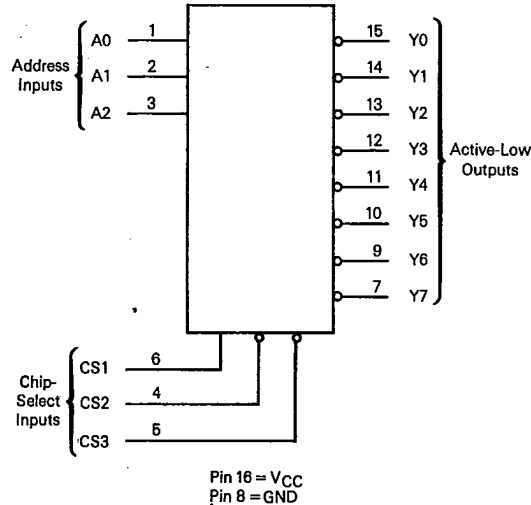 Address
Inputs
A0 1
A1 2
A2 3
15 Y0
14 Y1
13 Y2
12 Y3
11 Y4
10 Y5
9 Y6
7 Y7
Active-Low
Outputs
Chip-
Select
Inputs
CS1 6
CS2 4
CS3 5
Pin 16 = VCC
Pin 8 = GND